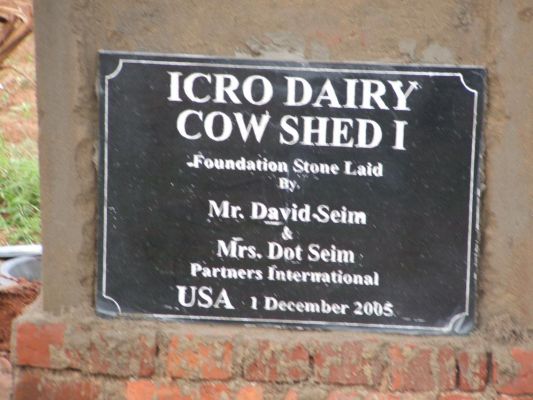 ICRO DAIRY
COW SHED I
Foundation Stone Laid
By.
Mr. David Seim
&
Mrs. Dot Seim
Partners International
USA 1 December 2005